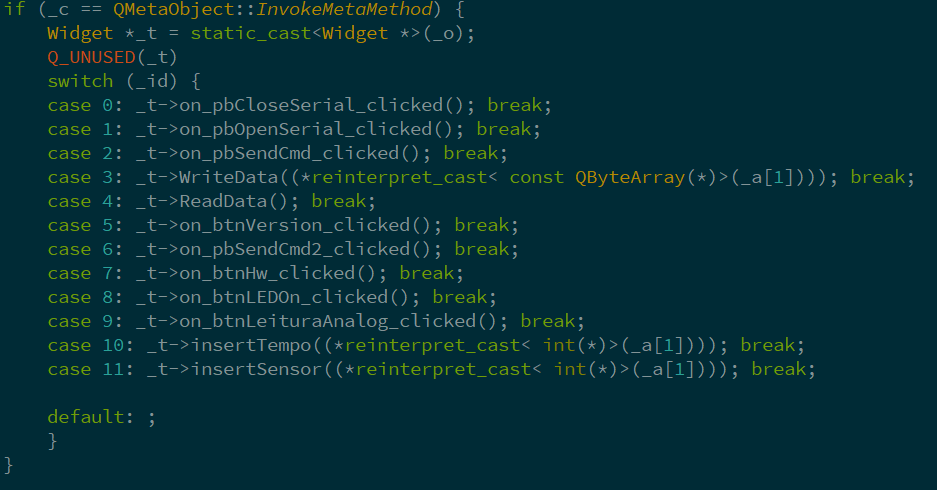 if (_c == QMetaObject::InvokeMetaMethod) {
    Widget *_t = static_cast<Widget *>(_o);
    Q_UNUSED(_t)
    switch (_id) {
    case 0: _t->on_pbCloseSerial_clicked(); break;
    case 1: _t->on_pbOpenSerial_clicked(); break;
    case 2: _t->on_pbSendCmd_clicked(); break;
    case 3: _t->WriteData((*reinterpret_cast< const QByteArray(*)>(_a[1]))); break;
    case 4: _t->ReadData(); break;
    case 5: _t->on_btnVersion_clicked(); break;
    case 6: _t->on_pbSendCmd2_clicked(); break;
    case 7: _t->on_btnHw_clicked(); break;
    case 8: _t->on_btnLEDOn_clicked(); break;
    case 9: _t->on_btnLeituraAnalog_clicked(); break;
    case 10: _t->insertTempo((*reinterpret_cast< int(*)>(_a[1]))); break;
    case 11: _t->insertSensor((*reinterpret_cast< int(*)>(_a[1]))); break;

    default: ;
    }
}